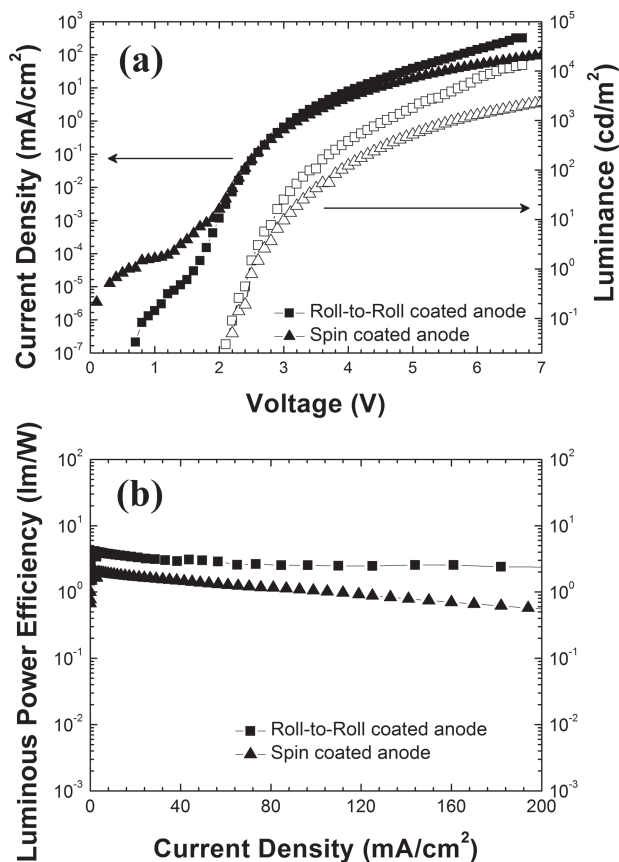 (a)
Current Density (mA/cm²)
10³
10²
10¹
10⁰
10⁻¹
10⁻²
10⁻³
10⁻⁴
10⁻⁵
10⁻⁶
10⁻⁷
Luminance (cd/m²)
10⁵
10⁴
10³
10²
10¹
10⁰
10⁻¹
Roll-to-Roll coated anode
Spin coated anode
0 1 2 3 4 5 6 7
Voltage (V)
(b)
Luminous Power Efficiency (lm/W)
10²
10¹
10⁰
10⁻¹
10⁻²
10⁻³
10²
10¹
10⁰
10⁻¹
10⁻²
10⁻³
Roll-to-Roll coated anode
Spin coated anode
0 40 80 120 160 200
Current Density (mA/cm²)